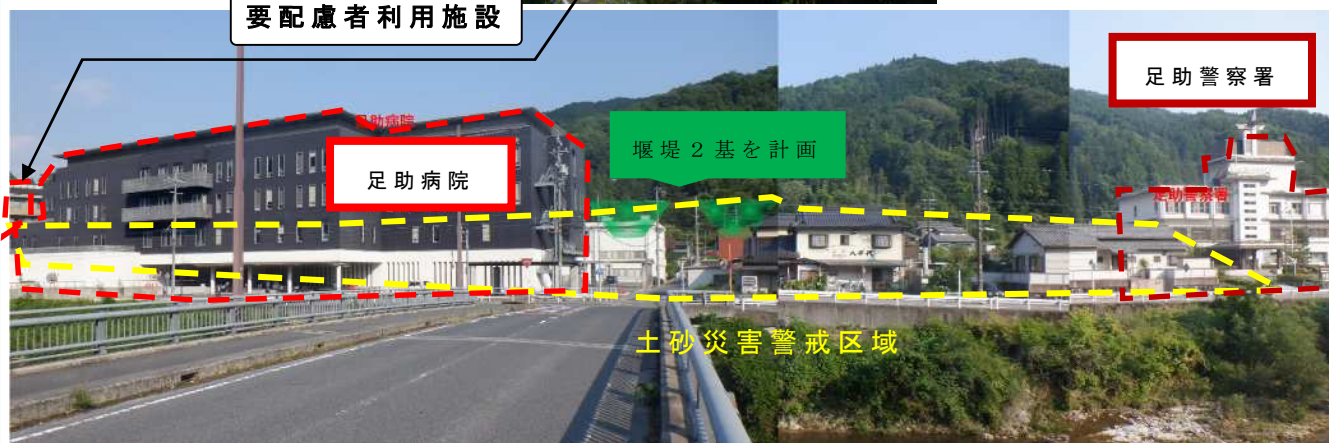 要配慮者利用施設
足助警察署
足助病院
堰堤2基を計画
足助病院
足助警察署
土砂災害警戒区域